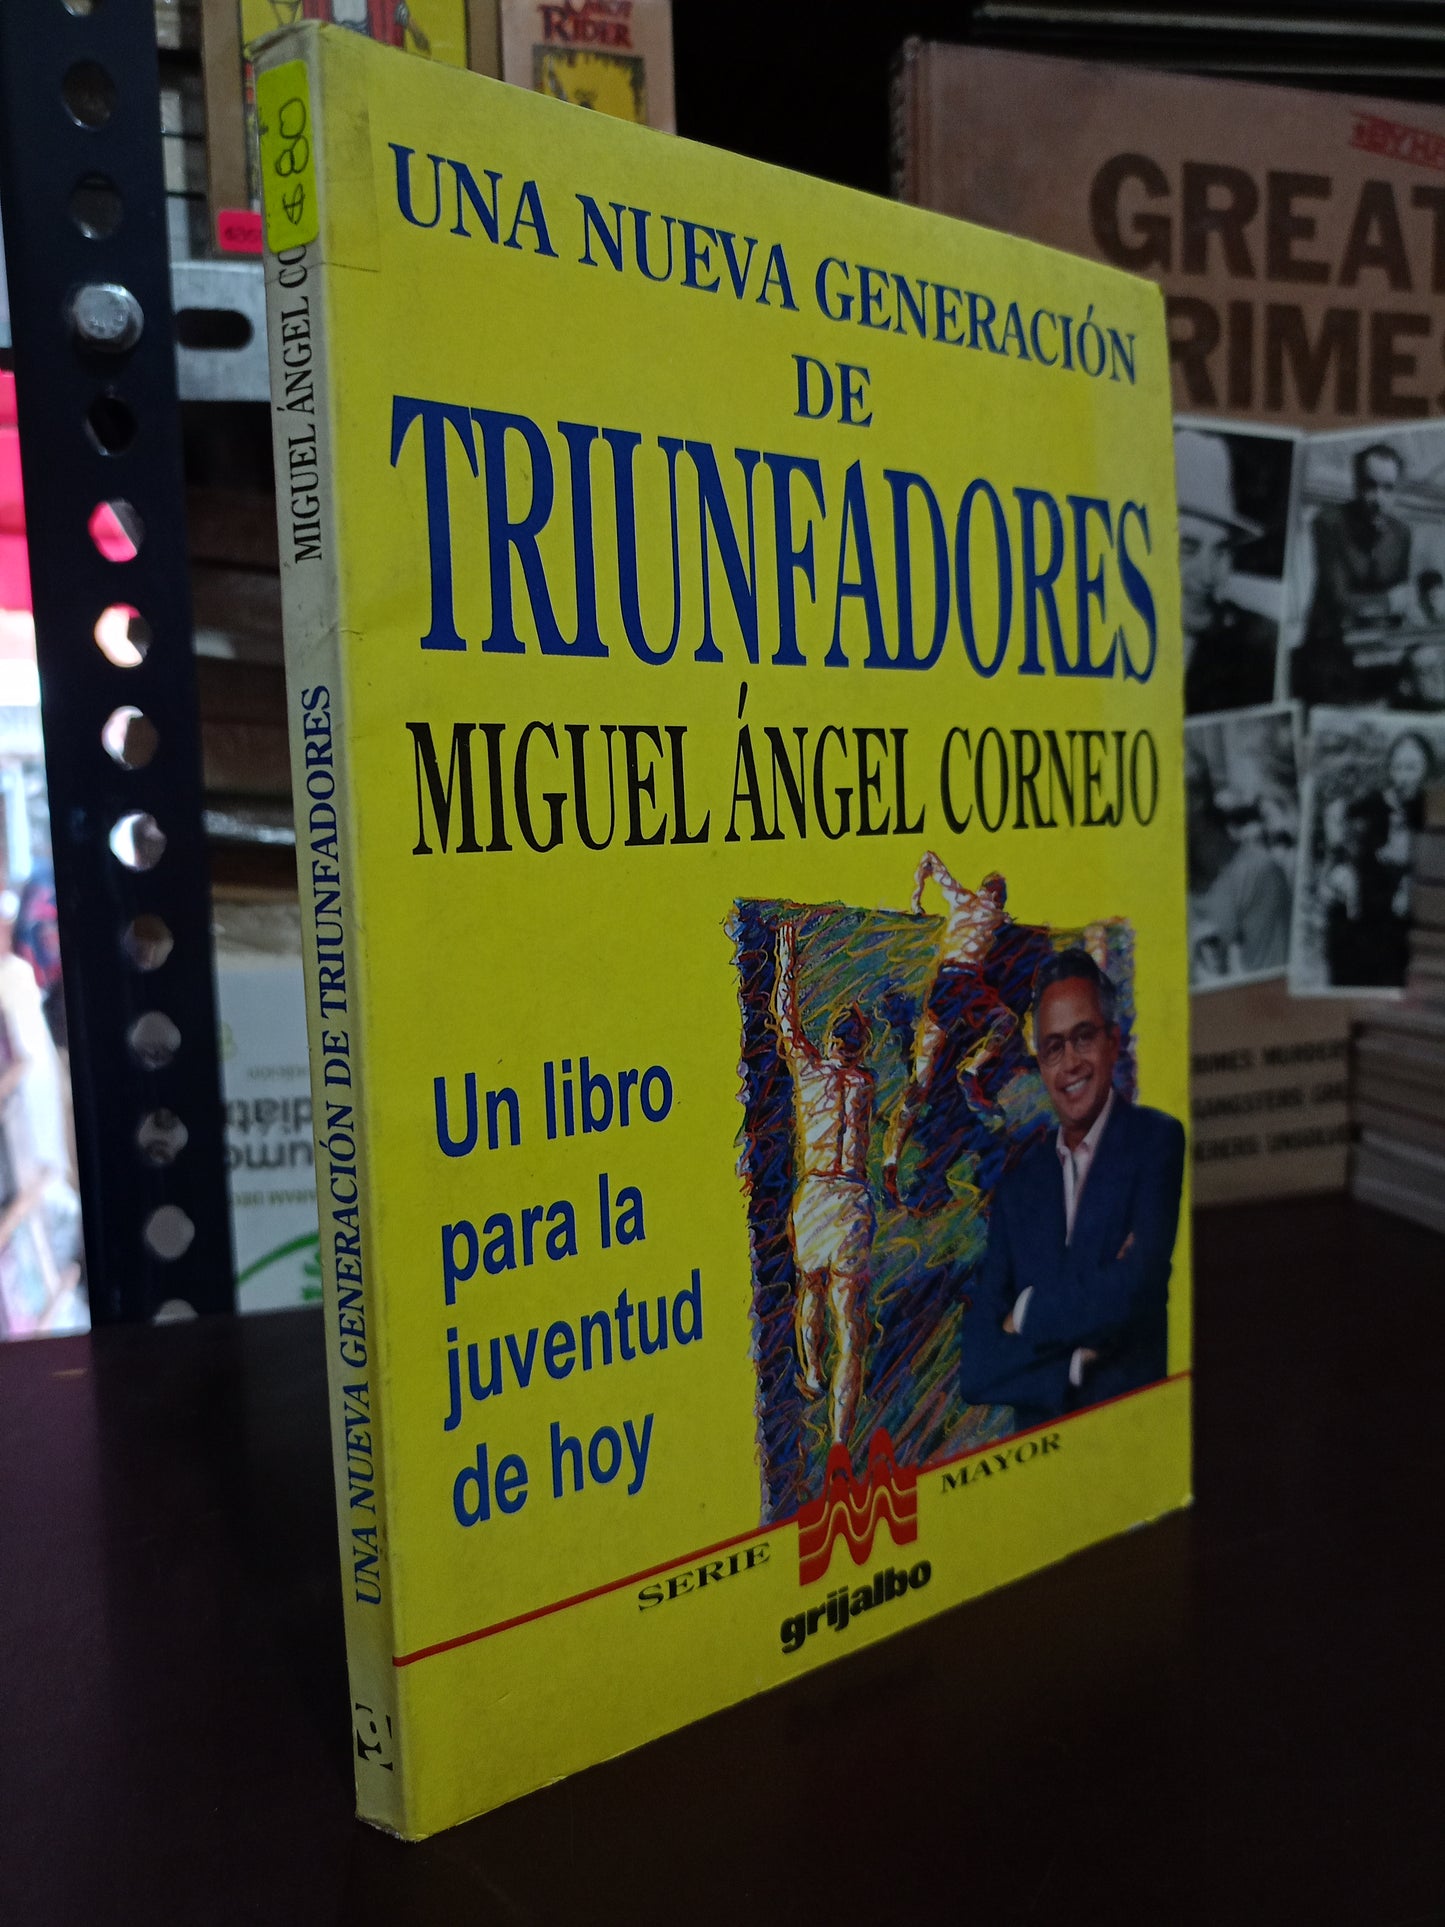 UNA NUEVA GENERACIÓN
DE
TRIUNFADORES
MIGUEL ÁNGEL CORNEJO
Un libro
para la
juventud
de hoy
SERIE MAYOR
grijalbo
$80
MIGUEL ÁNGEL CO
UNA NUEVA GENERACIÓN DE TRIUNFADORES
RIDER
GREAT
RIMES